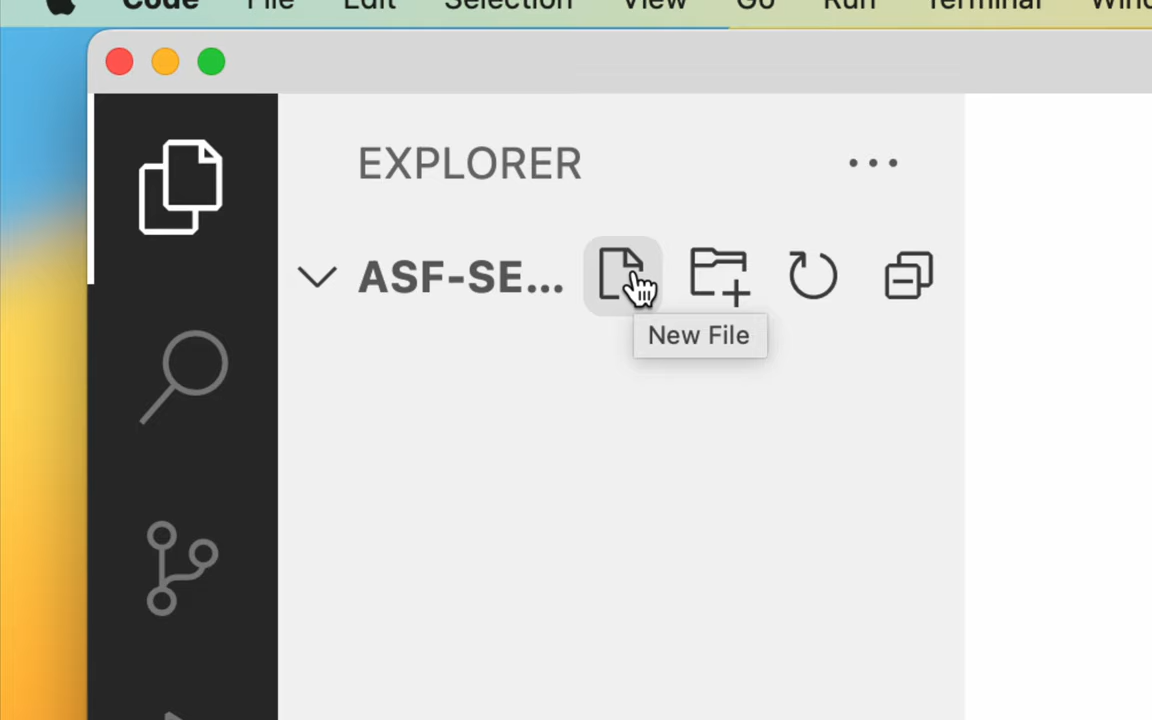 Code File Edit Selection View Go Run Terminal
EXPLORER
ASF-SE...
New File